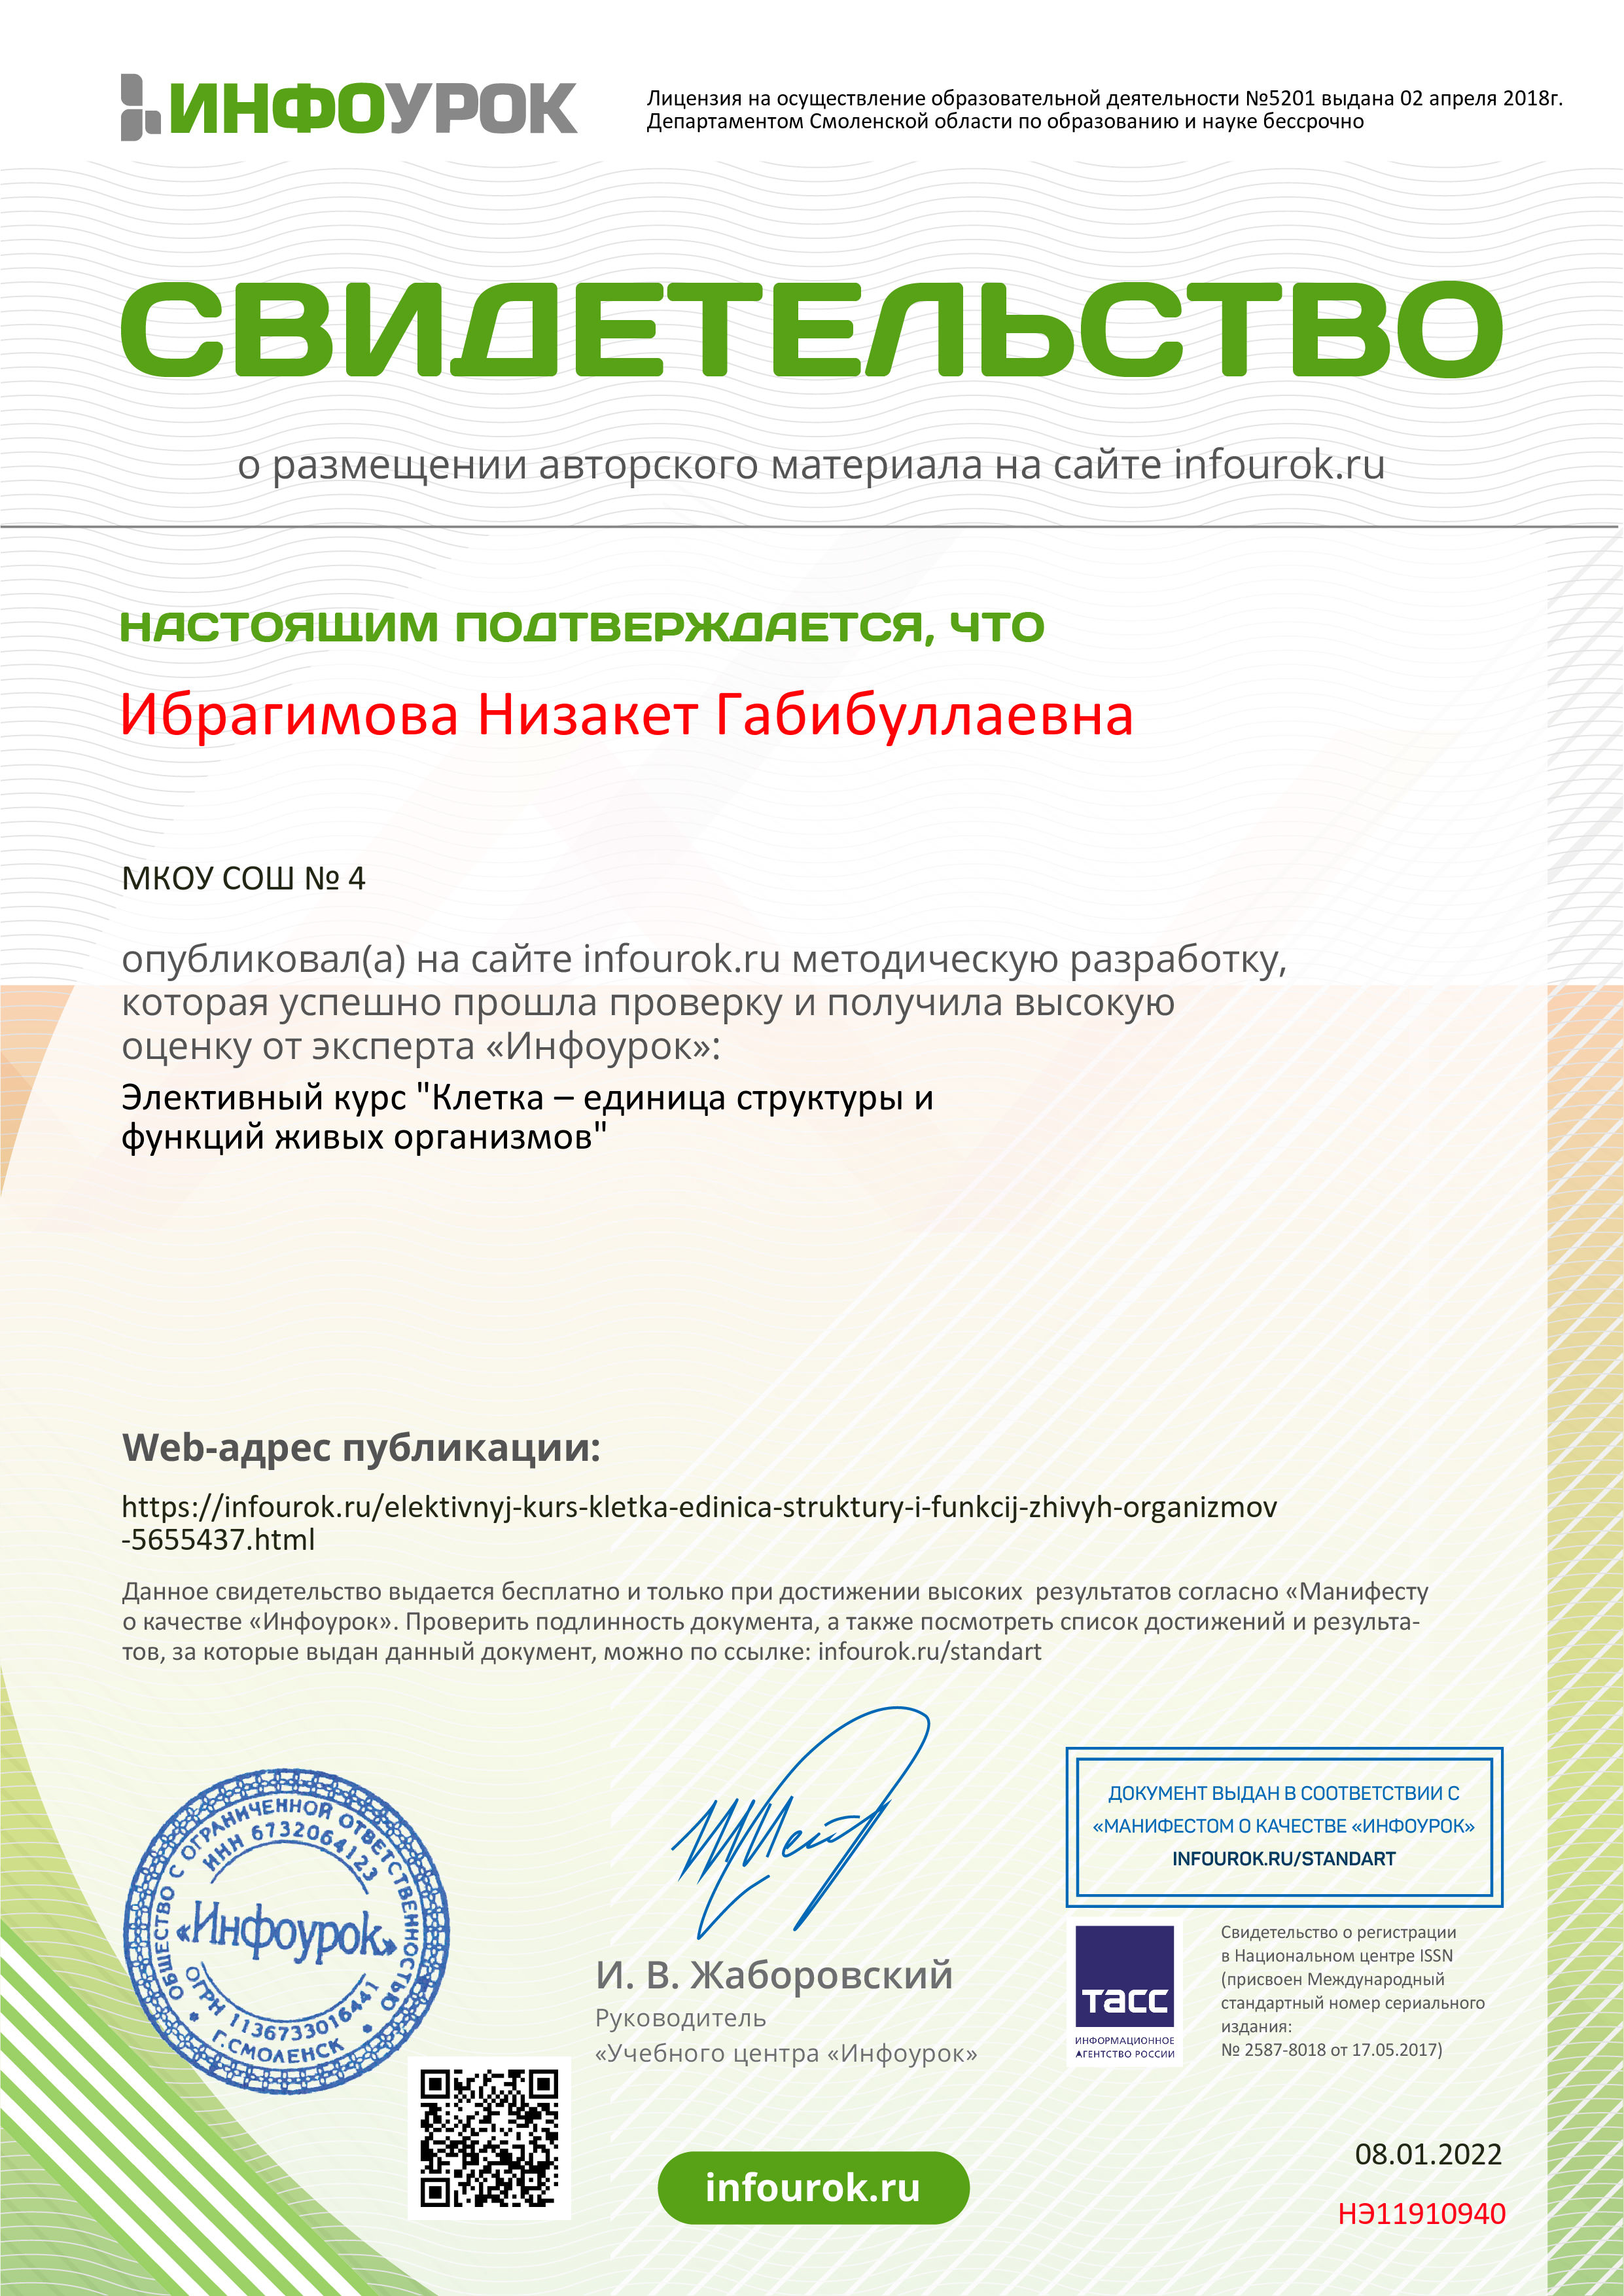 ИНФОУРОК
Лицензия на осуществление образовательной деятельности №5201 выдана 02 апреля 2018г.
Департаментом Смоленской области по образованию и науке бессрочно
СВИДЕТЕЛЬСТВО
о размещении авторского материала на сайте infourok.ru
НАСТОЯЩИМ ПОДТВЕРЖДАЕТСЯ, ЧТО
Ибрагимова Низакет Габибуллаевна
МКОУ СОШ № 4
опубликовал(а) на сайте infourok.ru методическую разработку,
которая успешно прошла проверку и получила высокую
оценку от эксперта «Инфоурок»:
Элективный курс "Клетка – единица структуры и
функций живых организмов"
Web-адрес публикации:
https://infourok.ru/elektivnyj-kurs-kletka-edinica-struktury-i-funkcij-zhivyh-organizmov
-5655437.html
Данное свидетельство выдается бесплатно и только при достижении высоких результатов согласно «Манифесту
о качестве «Инфоурок». Проверить подлинность документа, а также посмотреть список достижений и результа-
тов, за которые выдан данный документ, можно по ссылке: infourok.ru/standart
ОБЩЕСТВО С ОГРАНИЧЕННОЙ ОТВЕТСТВЕННОСТЬЮ
ИНН 6732064123
«Инфоурок»
ОГРН 1136733016441
Г.СМОЛЕНСК
И. В. Жаборовский
Руководитель
«Учебного центра «Инфоурок»
ДОКУМЕНТ ВЫДАН В СООТВЕТСТВИИ С
«МАНИФЕСТОМ О КАЧЕСТВЕ «ИНФОУРОК»
INFOUROK.RU/STANDART
ТАСС
ИНФОРМАЦИОННОЕ
АГЕНТСТВО РОССИИ
Свидетельство о регистрации
в Национальном центре ISSN
(присвоен Международный
стандартный номер сериального
издания:
№ 2587-8018 от 17.05.2017)
infourok.ru
08.01.2022
НЭ11910940